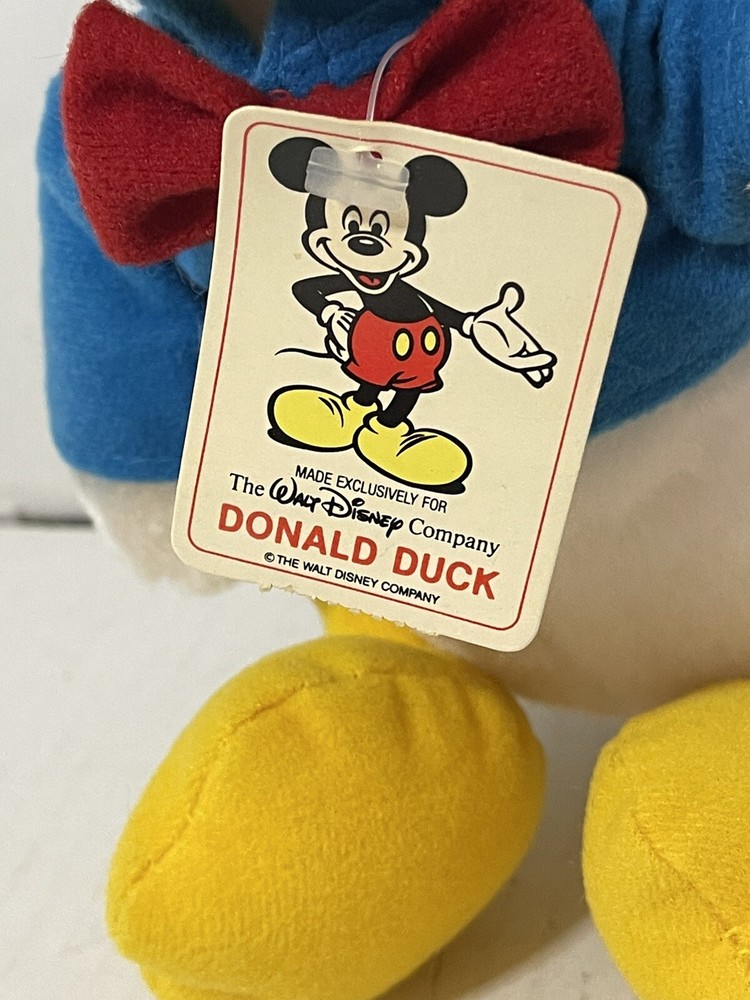 MADE EXCLUSIVELY FOR
The WALT DISNEY Company
DONALD DUCK
© THE WALT DISNEY COMPANY